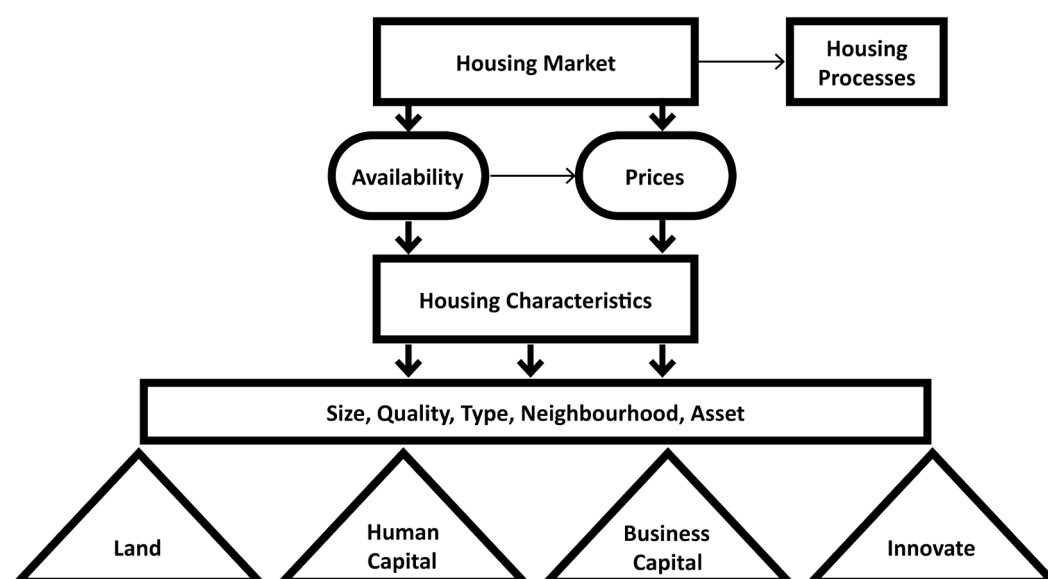 Housing Market
Housing
Processes
Availability
Prices
Housing Characteristics
Size, Quality, Type, Neighbourhood, Asset
Land
Human
Capital
Business
Capital
Innovate